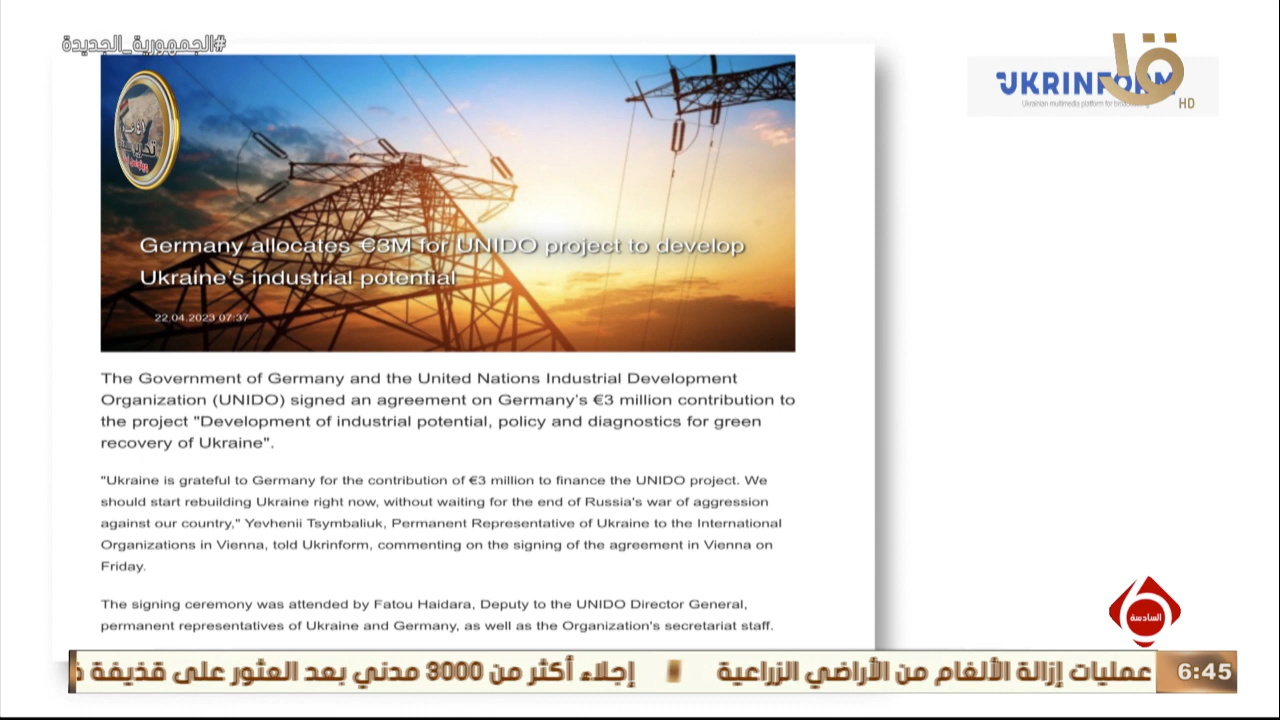 #الجمهورية_الجديدة
UKRINFORM
Ukrainian multimedia platform for
HD
Germany allocates €3M for UNIDO project to develop
Ukraine's industrial potential
22.04.2023 07:37
The Government of Germany and the United Nations Industrial Development
Organization (UNIDO) signed an agreement on Germany's €3 million contribution to
the project "Development of industrial potential, policy and diagnostics for green
recovery of Ukraine".
"Ukraine is grateful to Germany for the contribution of €3 million to finance the UNIDO project. We
should start rebuilding Ukraine right now, without waiting for the end of Russia's war of aggression
against our country," Yevhenii Tsymbaliuk, Permanent Representative of Ukraine to the International
Organizations in Vienna, told Ukrinform, commenting on the signing of the agreement in Vienna on
Friday.
The signing ceremony was attended by Fatou Haidara, Deputy to the UNIDO Director General,
permanent representatives of Ukraine and Germany, as well as the Organization's secretariat staff.
السادسة
6:45 عمليات إزالة الألغام من الأراضي الزراعية إجلاء أكثر من 3000 مدني بعد العثور على قذيفة